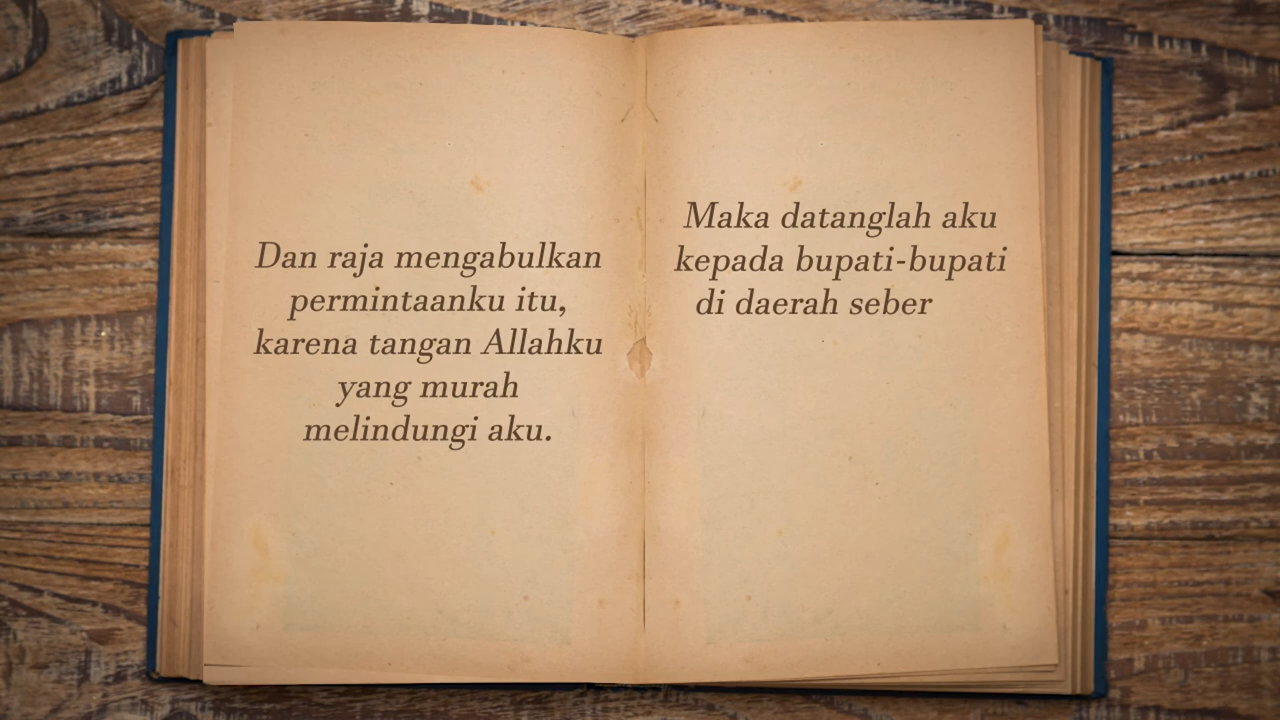 Dan raja mengabulkan
permintaanku itu,
karena tangan Allahku
yang murah
melindungi aku.
Maka datanglah aku
kepada bupati-bupati
di daerah seber